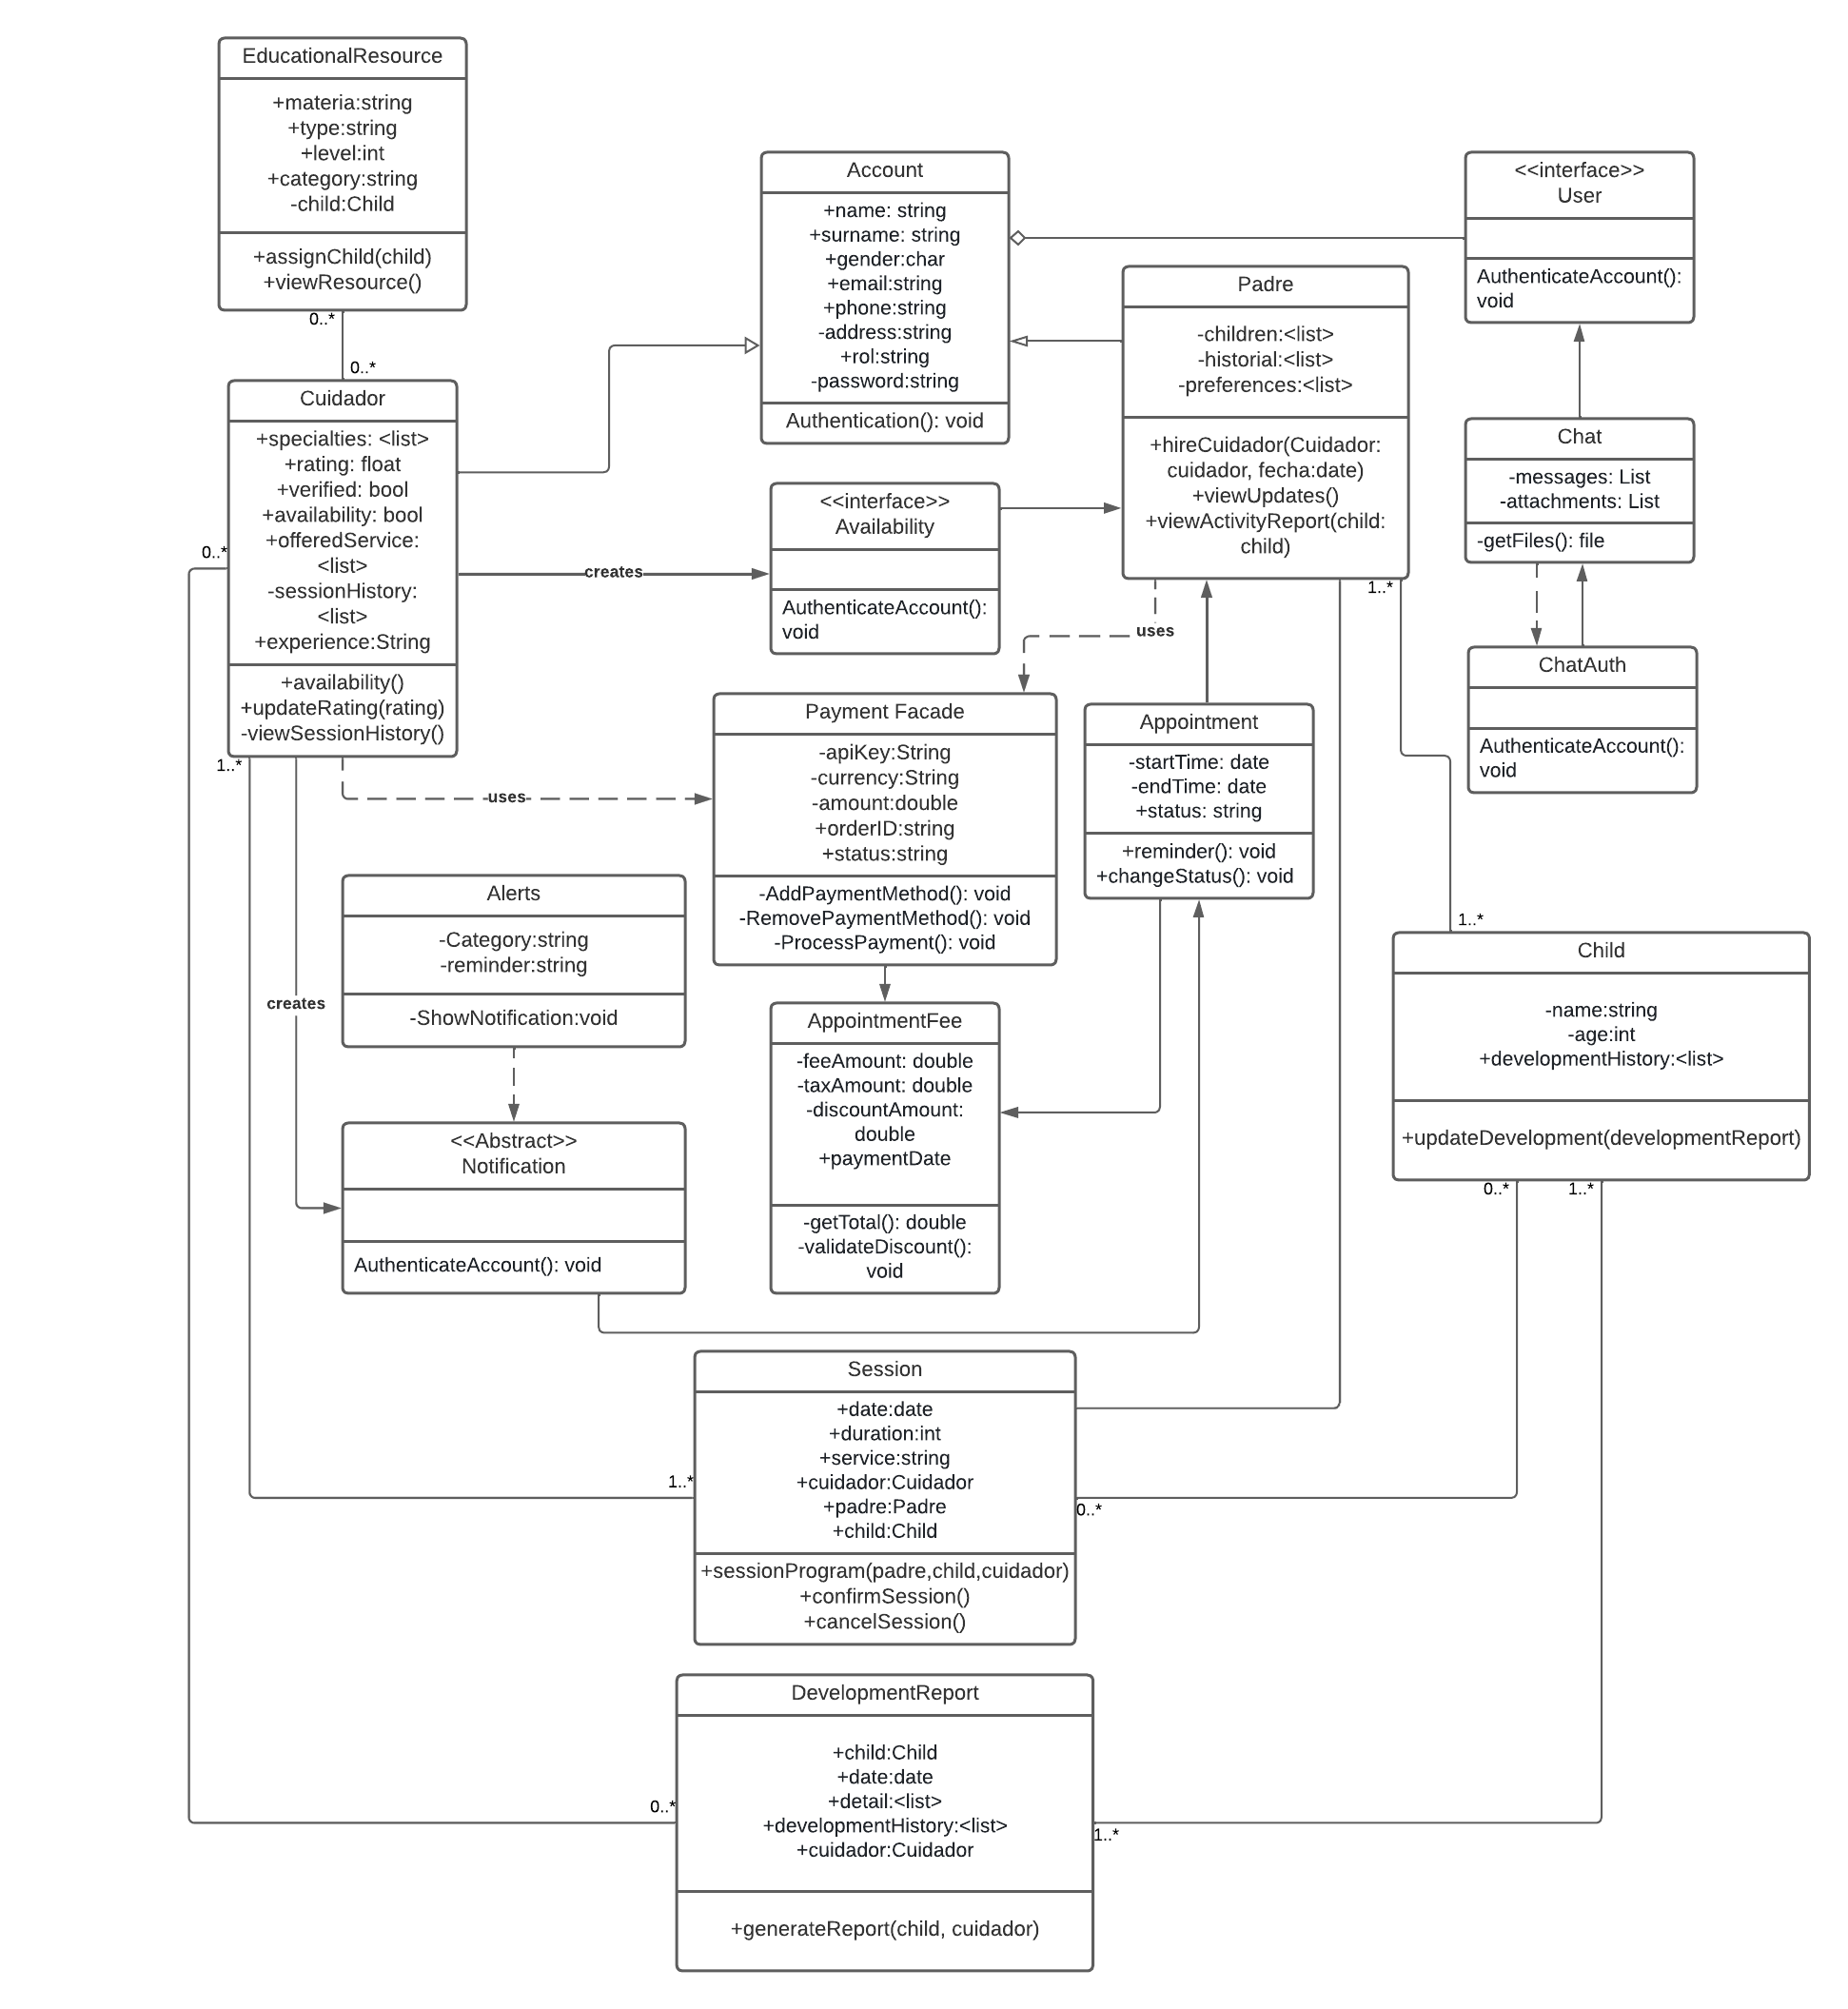 EducationalResource
+materia:string
+type:string
+level:int
+category:string
-child:Child
+assignChild(child)
+viewResource()
0..*
0..*
Account
+name: string
+surname: string
+gender:char
+email:string
+phone:string
-address:string
+rol:string
-password:string
Authentication(): void
<<interface>>
User
AuthenticateAccount():
void
Padre
-children:<list>
-historial:<list>
-preferences:<list>
+hireCuidador(Cuidador:
cuidador, fecha:date)
+viewUpdates()
+viewActivityReport(child:
child)
1..*
Cuidador
+specialties: <list>
+rating: float
+verified: bool
+availability: bool
+offeredService:
<list>
-sessionHistory:
<list>
+experience:String
+availability()
+updateRating(rating)
-viewSessionHistory()
0..*
1..*
creates
<<interface>>
Availability
AuthenticateAccount():
void
Chat
-messages: List
-attachments: List
-getFiles(): file
ChatAuth
AuthenticateAccount():
void
uses
uses
Payment Facade
-apiKey:String
-currency:String
-amount:double
+orderID:string
+status:string
-AddPaymentMethod(): void
-RemovePaymentMethod(): void
-ProcessPayment(): void
Appointment
-startTime: date
-endTime: date
+status: string
+reminder(): void
+changeStatus(): void
Alerts
-Category:string
-reminder:string
-ShowNotification:void
creates
<<Abstract>>
Notification
AuthenticateAccount(): void
AppointmentFee
-feeAmount: double
-taxAmount: double
-discountAmount:
double
+paymentDate
-getTotal(): double
-validateDiscount():
void
1..*
Child
-name:string
-age:int
+developmentHistory:<list>
+updateDevelopment(developmentReport)
0..*
1..*
Session
+date:date
+duration:int
+service:string
+cuidador:Cuidador
+padre:Padre
+child:Child
+sessionProgram(padre,child,cuidador)
+confirmSession()
+cancelSession()
1..*
0..*
DevelopmentReport
+child:Child
+date:date
+detail:<list>
+developmentHistory:<list>
+cuidador:Cuidador
+generateReport(child, cuidador)
0..*
1..*